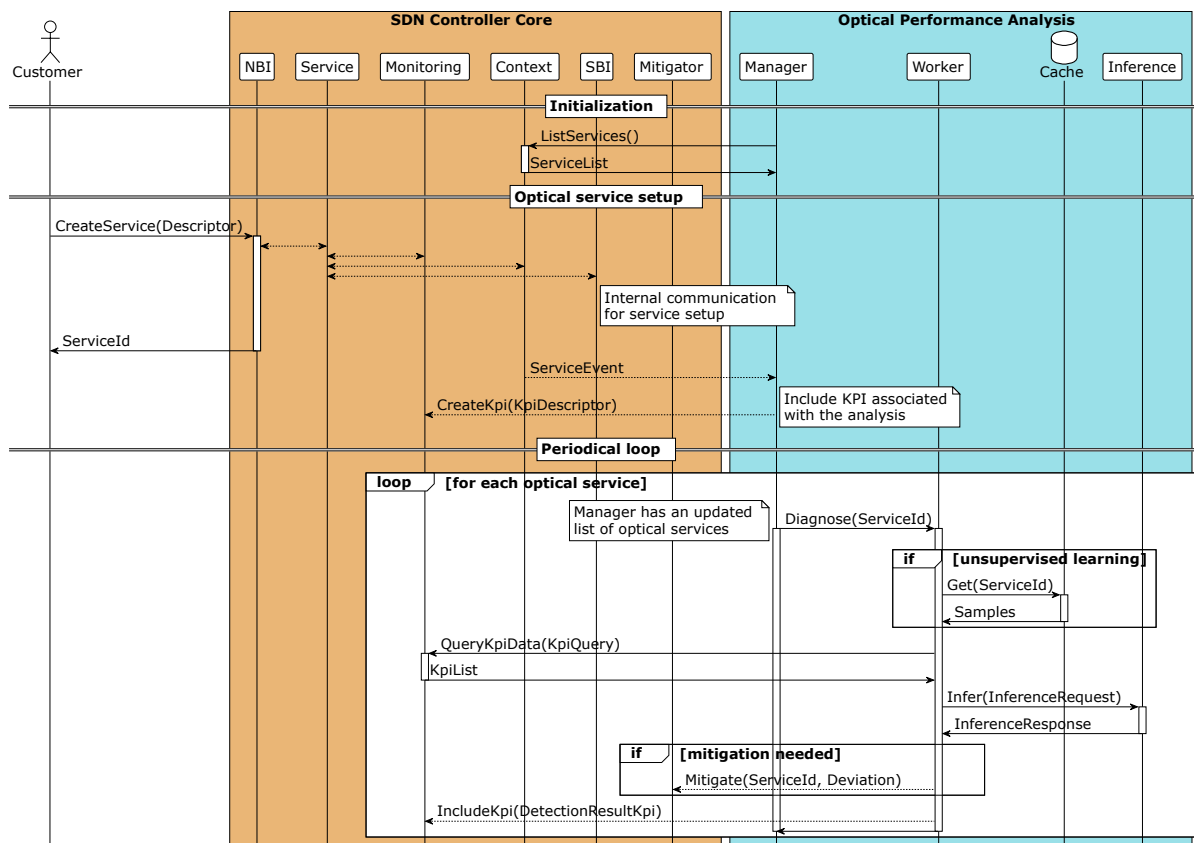 SDN Controller Core
Optical Performance Analysis
Customer
NBI
Service
Monitoring
Context
SBI
Mitigator
Manager
Worker
Cache
Inference
Initialization
ListServices()
ServiceList
Optical service setup
CreateService(Descriptor)
Internal communication
for service setup
ServiceId
ServiceEvent
CreateKpi(KpiDescriptor)
Include KPI associated
with the analysis
Periodical loop
loop
[for each optical service]
Manager has an updated
list of optical services
Diagnose(ServiceId)
if
[unsupervised learning]
Get(ServiceId)
Samples
QueryKpiData(KpiQuery)
KpiList
Infer(InferenceRequest)
InferenceResponse
if
[mitigation needed]
Mitigate(ServiceId, Deviation)
IncludeKpi(DetectionResultKpi)